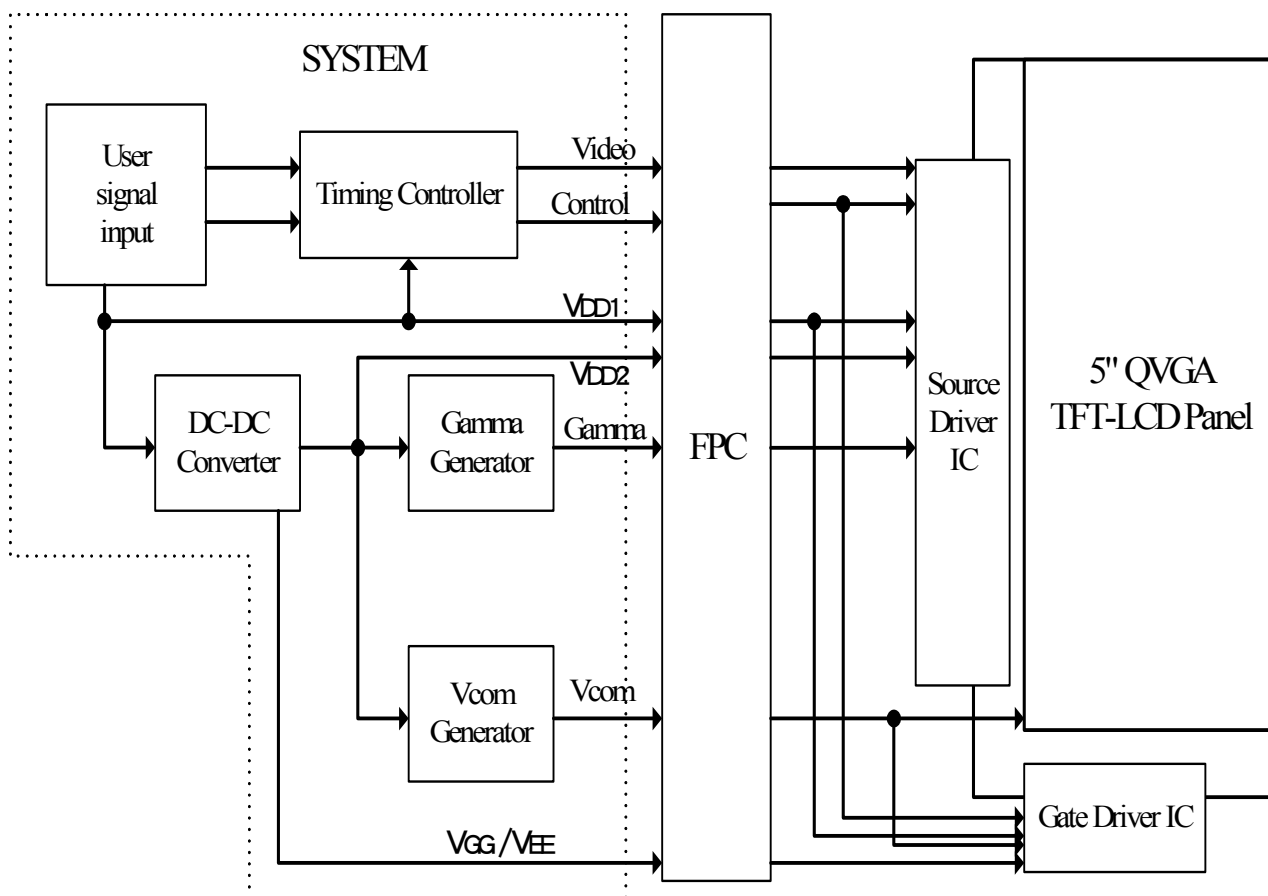 SYSTEM
User
signal
input
Timing Controller
Video
Control
VDD1
VDD2
DC-DC
Converter
Gamma
Generator
Gamma
Vcom
Generator
Vcom
VGG /VEE
FPC
Source
Driver
IC
5" QVGA
TFT-LCD Panel
Gate Driver IC